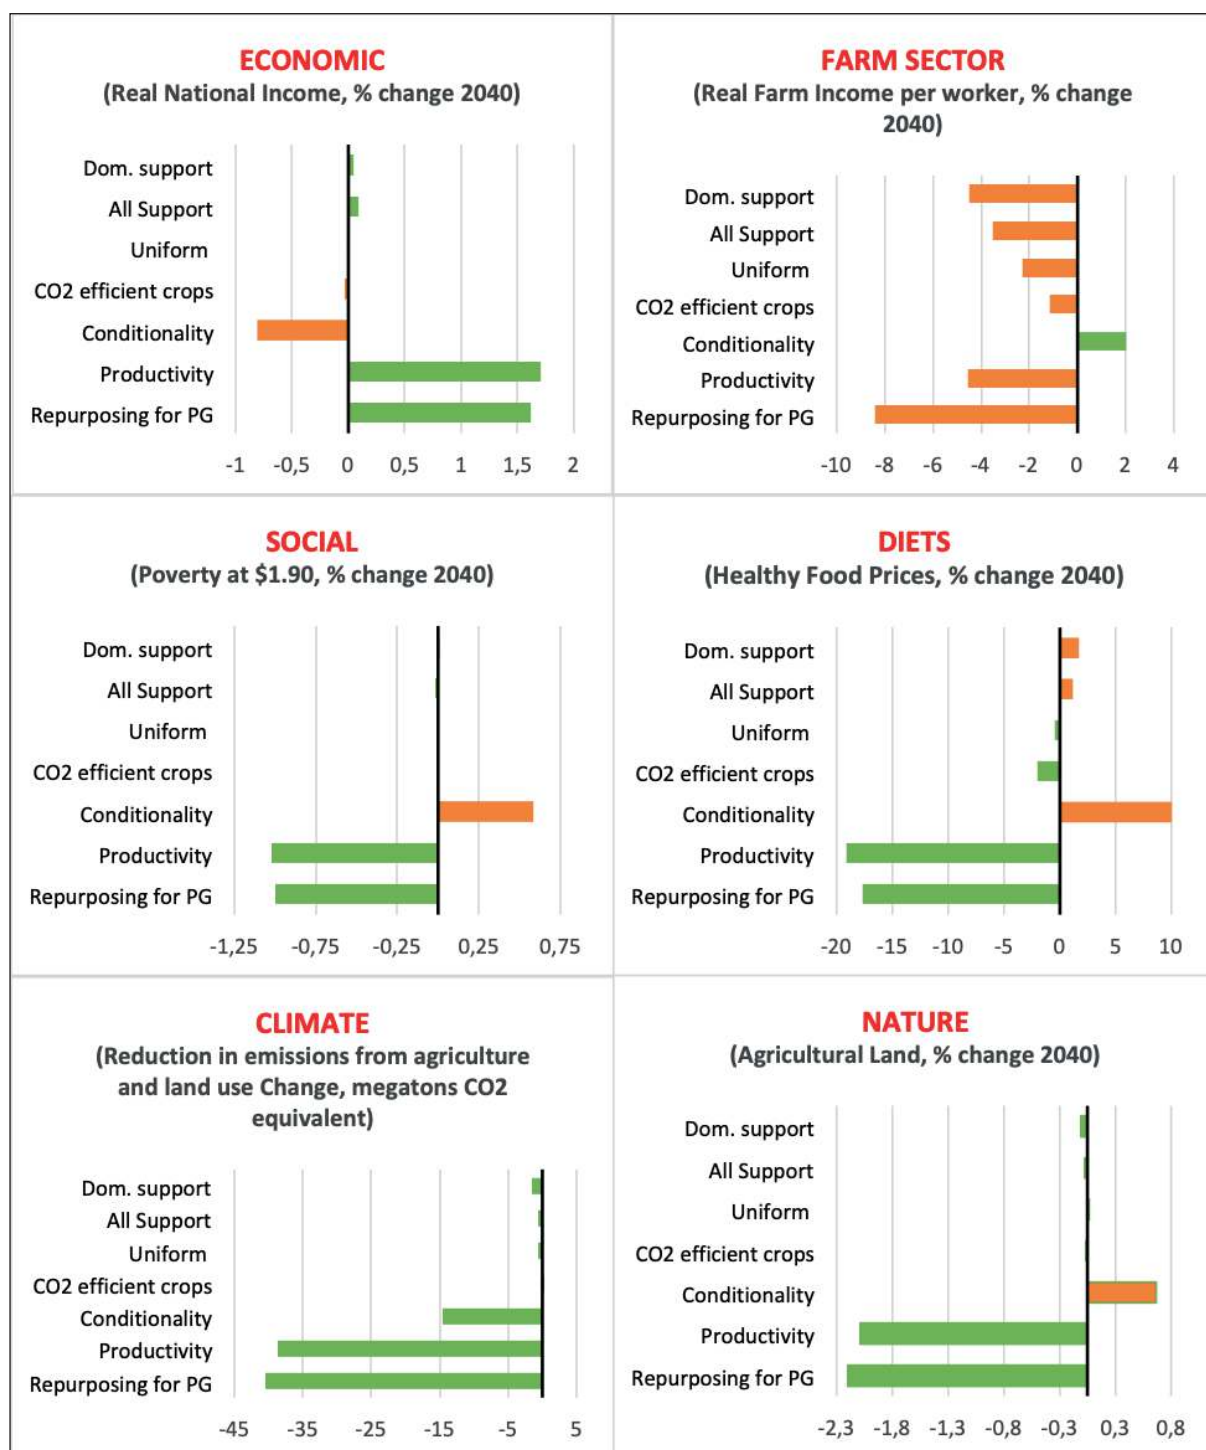 ECONOMIC
(Real National Income, % change 2040)
Dom. support
All Support
Uniform
CO2 efficient crops
Conditionality
Productivity
Repurposing for PG
-1 -0,5 0 0,5 1 1,5 2
FARM SECTOR
(Real Farm Income per worker, % change
2040)
Dom. support
All Support
Uniform
CO2 efficient crops
Conditionality
Productivity
Repurposing for PG
-10 -8 -6 -4 -2 0 2 4
SOCIAL
(Poverty at $1.90, % change 2040)
Dom. support
All Support
Uniform
CO2 efficient crops
Conditionality
Productivity
Repurposing for PG
-1,25 -0,75 -0,25 0,25 0,75
DIETS
(Healthy Food Prices, % change 2040)
Dom. support
All Support
Uniform
CO2 efficient crops
Conditionality
Productivity
Repurposing for PG
-20 -15 -10 -5 0 5 10
CLIMATE
(Reduction in emissions from agriculture
and land use Change, megatons CO2
equivalent)
Dom. support
All Support
Uniform
CO2 efficient crops
Conditionality
Productivity
Repurposing for PG
-45 -35 -25 -15 -5 5
NATURE
(Agricultural Land, % change 2040)
Dom. support
All Support
Uniform
CO2 efficient crops
Conditionality
Productivity
Repurposing for PG
-2,3 -1,8 -1,3 -0,8 -0,3 0,3 0,8